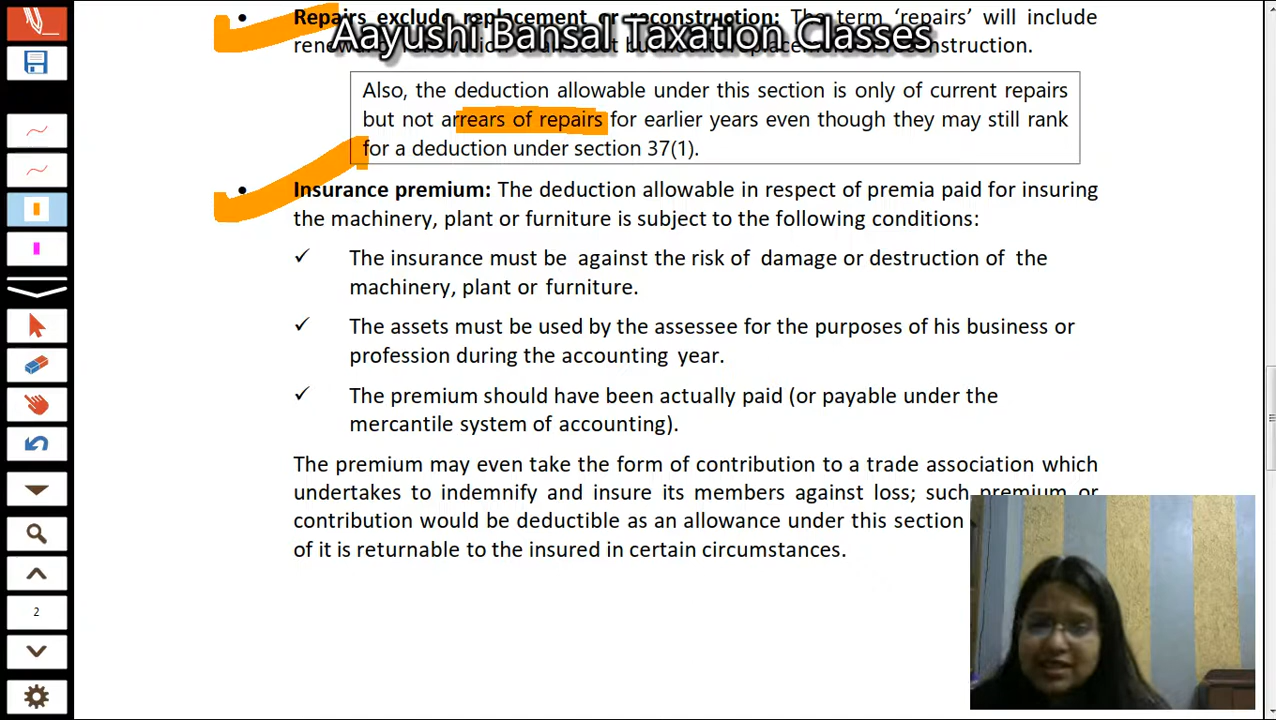 Repairs exclude replacement or reconstruction: The term ‘repairs’ will include
Aayushi Bansal Taxation Classes
Also, the deduction allowable under this section is only of current repairs
but not arrears of repairs for earlier years even though they may still rank
for a deduction under section 37(1).
• Insurance premium: The deduction allowable in respect of premia paid for insuring
the machinery, plant or furniture is subject to the following conditions:
✓ The insurance must be against the risk of damage or destruction of the
machinery, plant or furniture.
✓ The assets must be used by the assessee for the purposes of his business or
profession during the accounting year.
✓ The premium should have been actually paid (or payable under the
mercantile system of accounting).
The premium may even take the form of contribution to a trade association which
undertakes to indemnify and insure its members against loss; such premium or
contribution would be deductible as an allowance under this section
of it is returnable to the insured in certain circumstances.
2